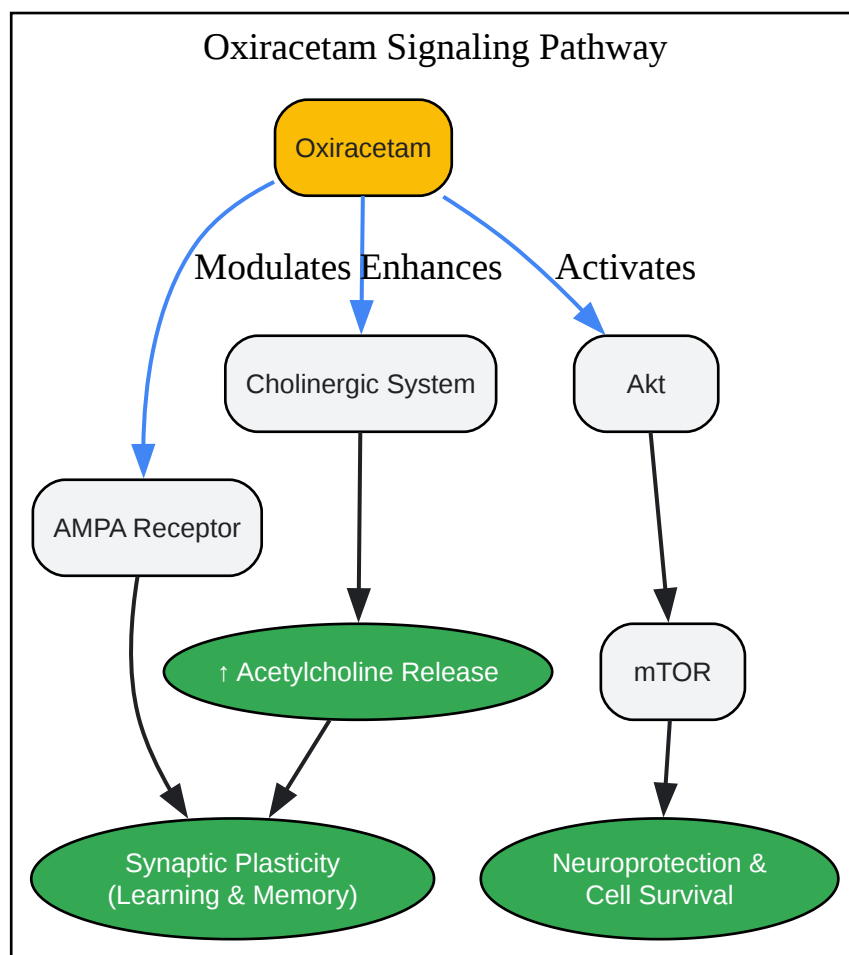 Oxiracetam Signaling Pathway
Oxiracetam
Modulates
Enhances
Activates
Cholinergic System
Akt
AMPA Receptor
↑ Acetylcholine Release
mTOR
Synaptic Plasticity
(Learning & Memory)
Neuroprotection &
Cell Survival